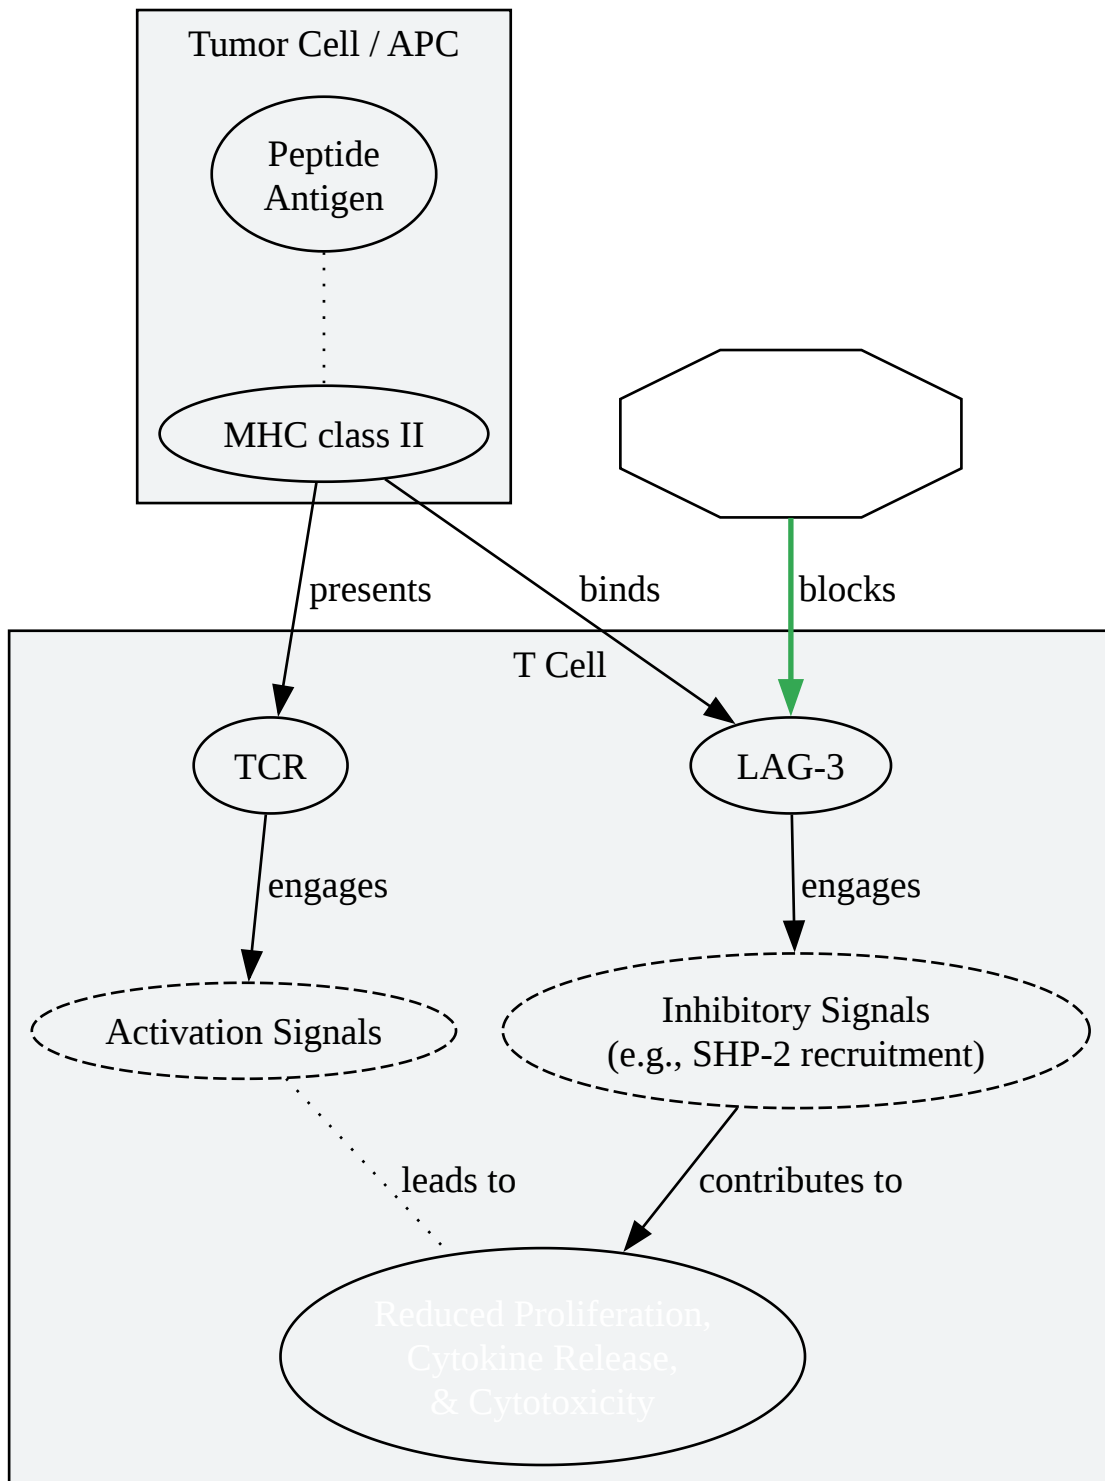 Tumor Cell / APC
Peptide
Antigen
MHC class II
presents
binds
blocks
T Cell
TCR
LAG-3
engages
engages
Activation Signals
Inhibitory Signals
(e.g., SHP-2 recruitment)
leads to
contributes to
Reduced Proliferation,
Cytokine Release,
& Cytotoxicity